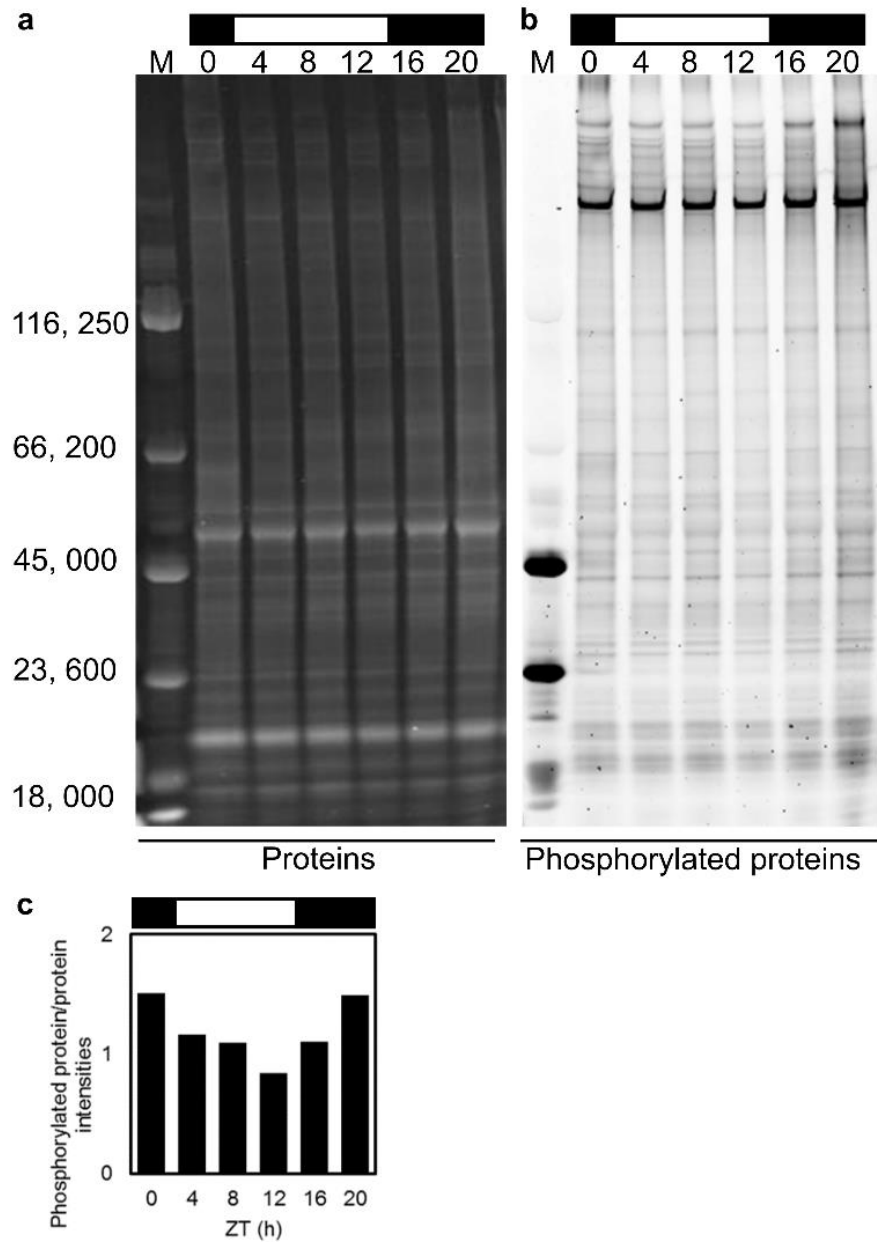 a
M 0 4 8 12 16 20
116, 250
66, 200
45, 000
23, 600
18, 000
Proteins
b
M 0 4 8 12 16 20
Phosphorylated proteins
c
Phosphorylated protein/protein
intensities
2
1
0
0 4 8 12 16 20
ZT (h)